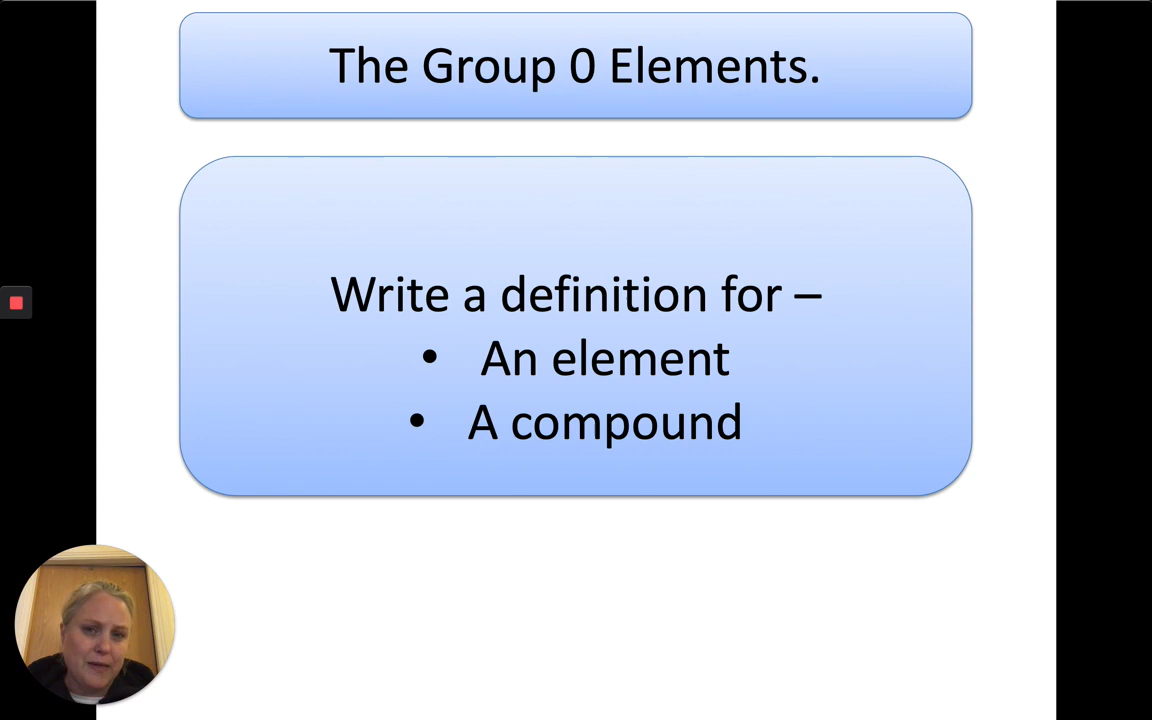 The Group 0 Elements.
Write a definition for –
• An element
• A compound